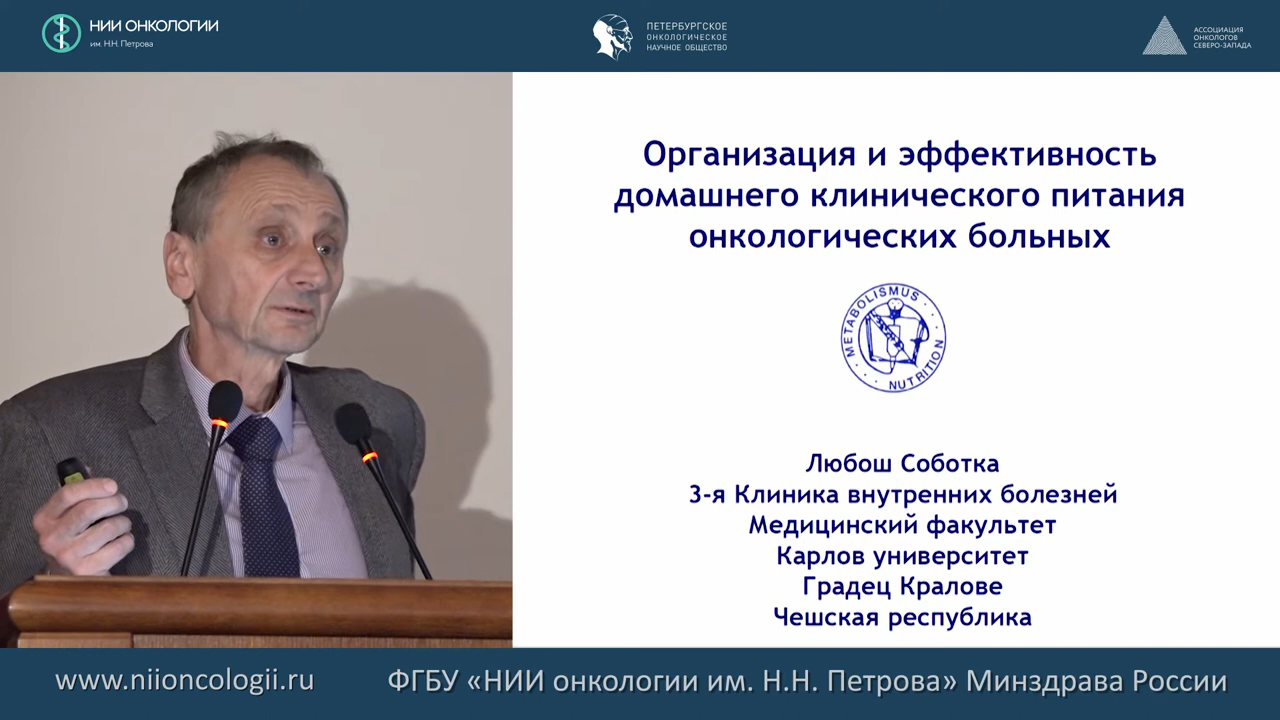 НИИ ОНКОЛОГИИ
им. Н.Н. Петрова
ПЕТЕРБУРГСКОЕ
ОНКОЛОГИЧЕСКОЕ
НАУЧНОЕ ОБЩЕСТВО
АССОЦИАЦИЯ
ОНКОЛОГОВ
СЕВЕРО-ЗАПАДА
Организация и эффективность
домашнего клинического питания
онкологических больных
METABOLISMUS
NUTRITION
Любош Соботка
3-я Клиника внутренних болезней
Медицинский факультет
Карлов университет
Градец Кралове
Чешская республика
www.niioncologii.ru
ФГБУ «НИИ онкологии им. Н.Н. Петрова» Минздрава России